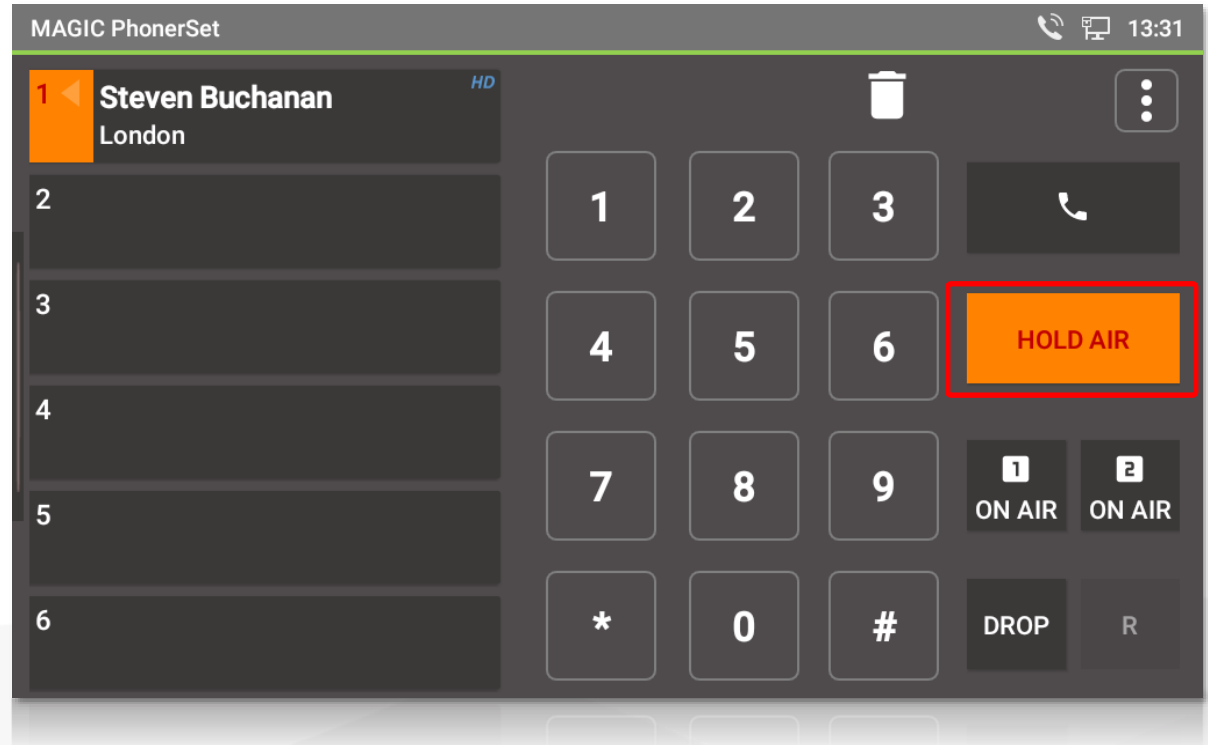 MAGIC PhonerSet
13:31
1
Steven Buchanan
HD
London
2
3
4
5
6
1 2 3
4 5 6
HOLD AIR
7 8 9
1 2
ON AIR ON AIR
* 0 #
DROP R